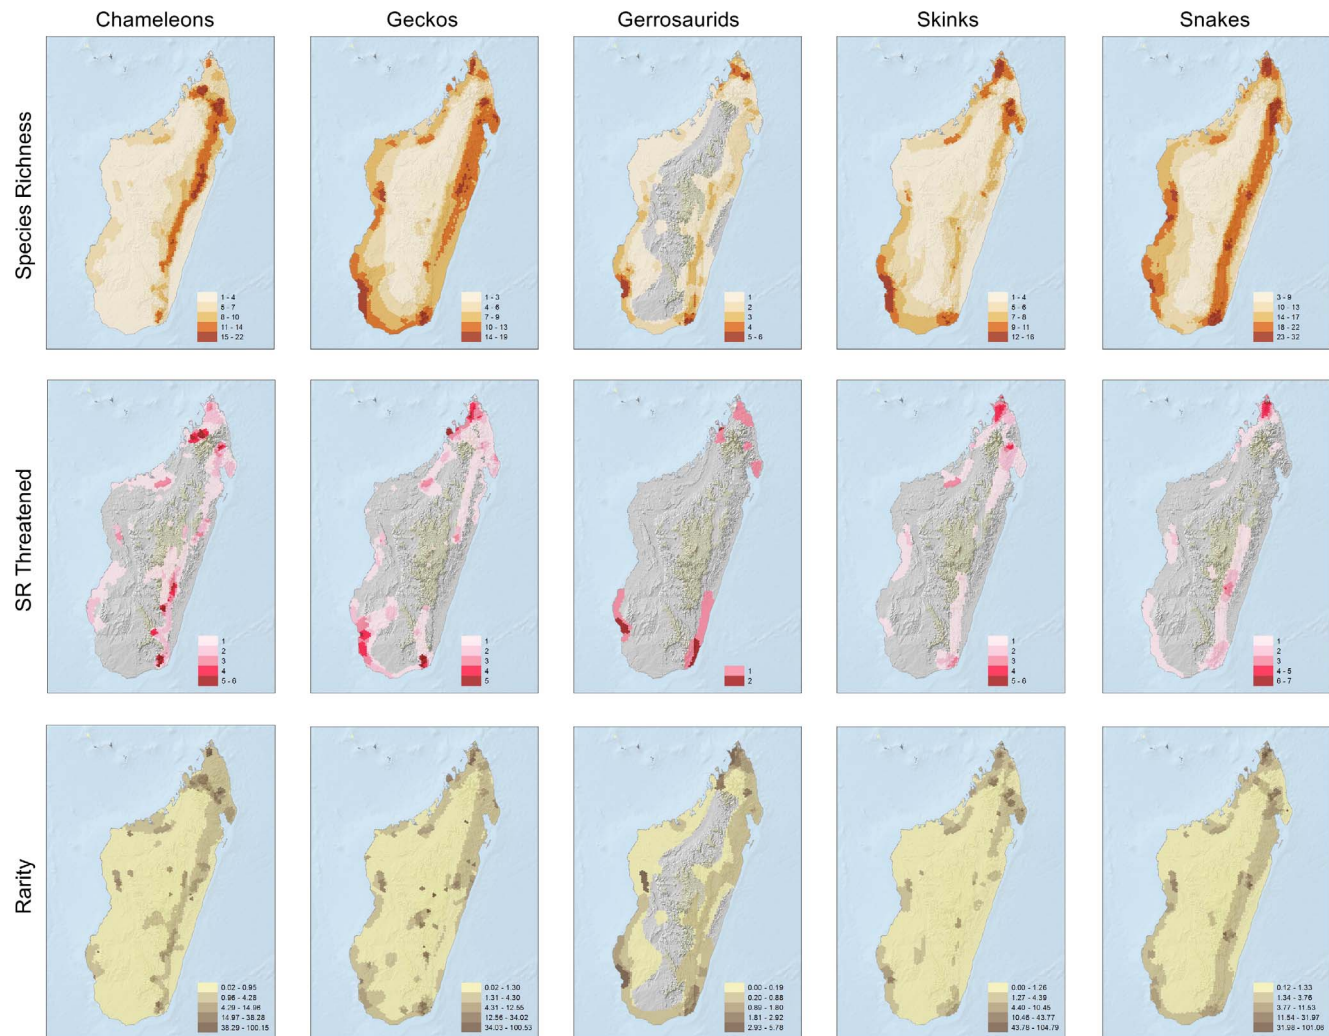 Chameleons
Geckos
Gerrosaurids
Skinks
Snakes
Species Richness
1 - 4
5 - 7
8 - 10
11 - 14
15 - 22
1 - 3
4 - 6
7 - 9
10 - 13
14 - 19
1
2
3
4
5 - 6
1 - 4
5 - 6
7 - 8
9 - 11
12 - 16
3 - 9
10 - 13
14 - 17
18 - 22
23 - 32
SR Threatened
1
2
3
4
5 - 6
1
2
3
4
5
1
2
1
2
3
4
5 - 6
1
2
3
4 - 5
6 - 7
Rarity
0.02 - 0.95
0.96 - 4.28
4.29 - 14.96
14.97 - 38.28
38.29 - 100.15
0.02 - 1.30
1.31 - 4.30
4.31 - 12.55
12.56 - 34.02
34.03 - 100.53
0.00 - 0.19
0.20 - 0.88
0.89 - 1.80
1.81 - 2.92
2.93 - 5.78
0.00 - 1.26
1.27 - 4.39
4.40 - 10.45
10.46 - 43.77
43.78 - 104.79
0.12 - 1.33
1.34 - 3.76
3.77 - 11.53
11.54 - 31.97
31.98 - 101.06